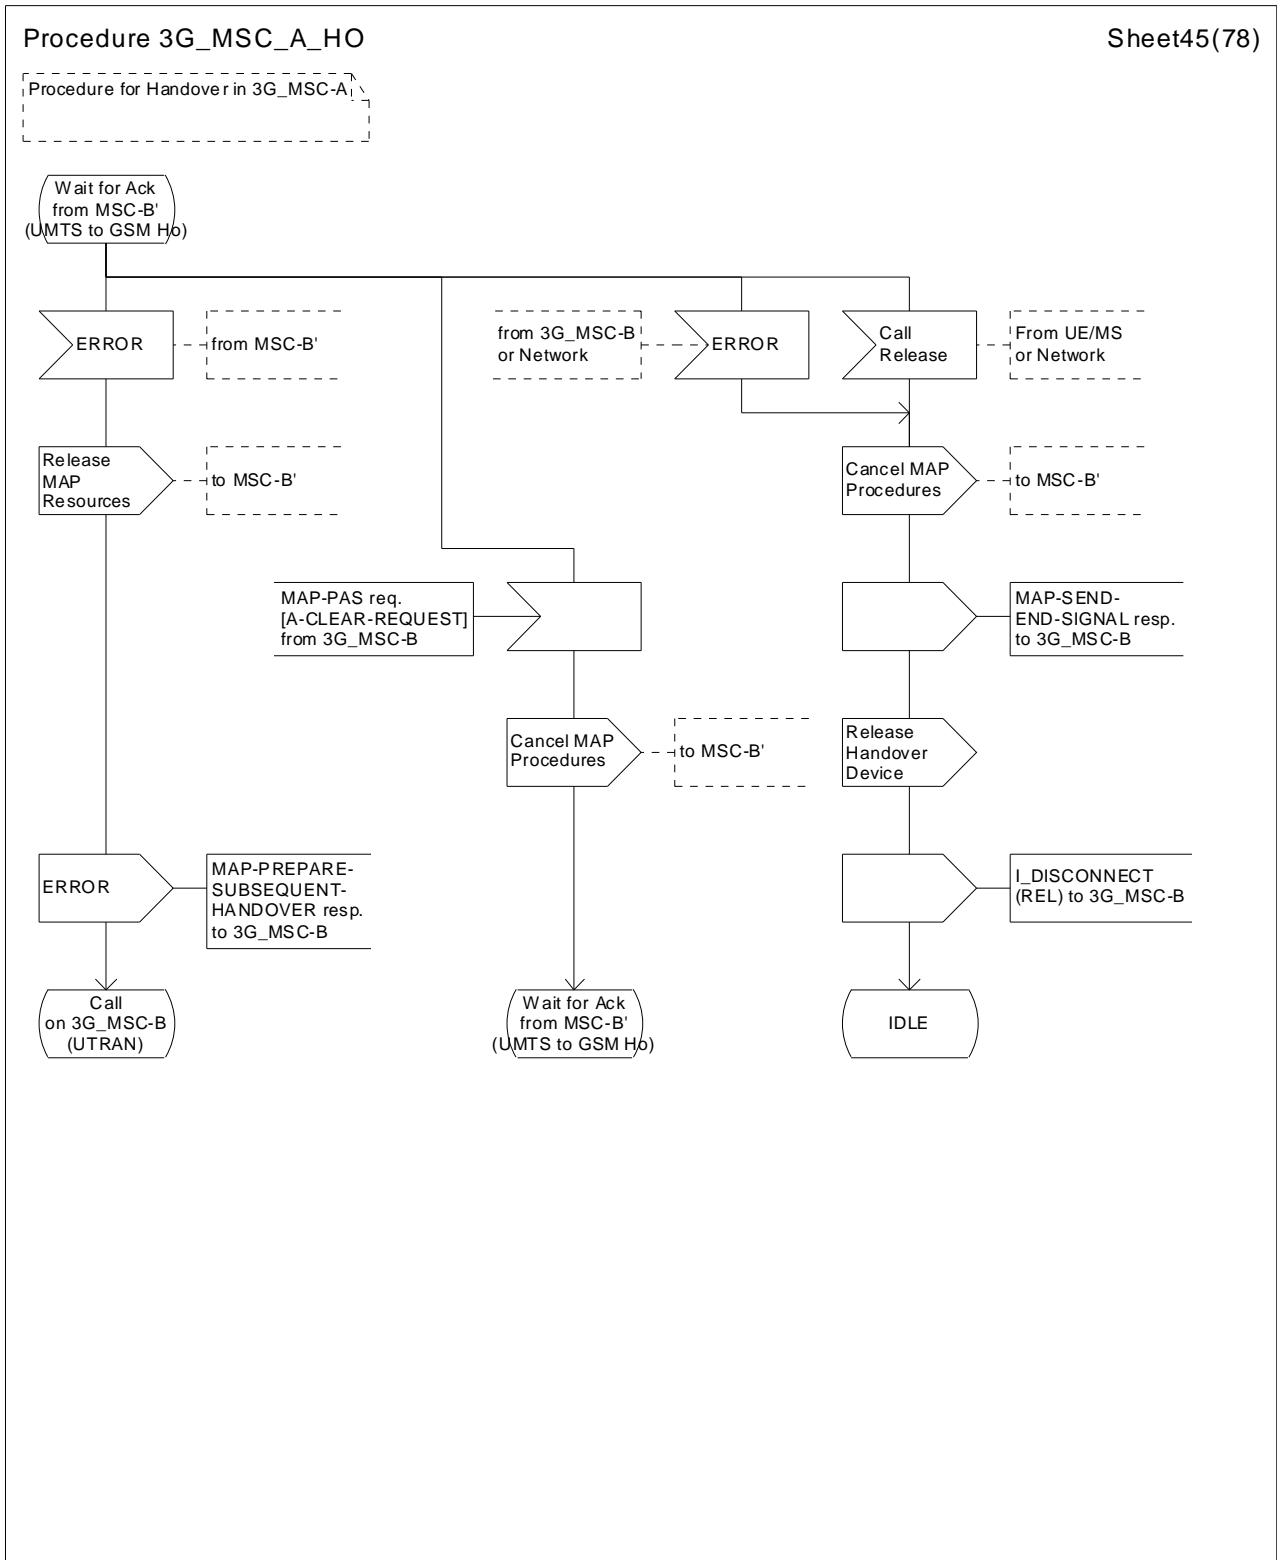 Procedure 3G_MSC_A_HO
Sheet45(78)
Procedure for Handover in 3G_MSC-A
Wait for Ack
from MSC-B'
(UMTS to GSM Ho)
ERROR
from MSC-B'
from 3G_MSC-B
or Network
ERROR
Call
Release
From UE/MS
or Network
Release
MAP
Resources
to MSC-B'
Cancel MAP
Procedures
to MSC-B'
MAP-PAS req.
[A-CLEAR-REQUEST]
from 3G_MSC-B
MAP-SEND-
END-SIGNAL resp.
to 3G_MSC-B
Cancel MAP
Procedures
to MSC-B'
Release
Handover
Device
ERROR
MAP-PREPARE-
SUBSEQUENT-
HANDOVER resp.
to 3G_MSC-B
I_DISCONNECT
(REL) to 3G_MSC-B
Call
on 3G_MSC-B
(UTRAN)
Wait for Ack
from MSC-B'
(UMTS to GSM Ho)
IDLE